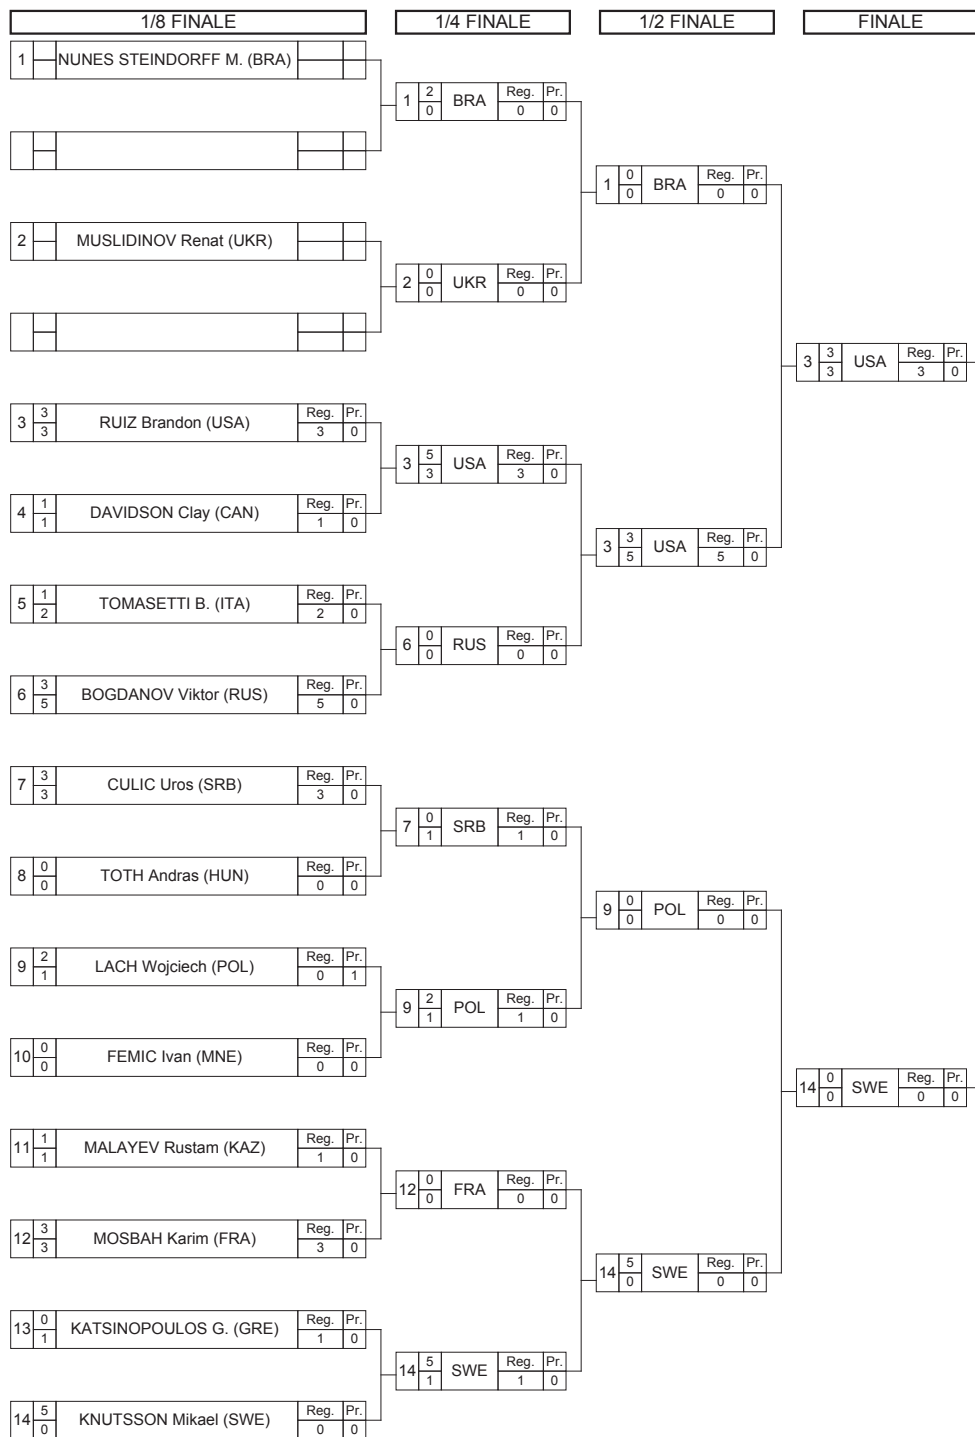 1/8 FINALE 1/4 FINALE 1/2 FINALE FINALE
1 NUNES STEINDORFF M. (BRA)
1 2 0 BRA Reg. 0 Pr. 0
1 0 0 BRA Reg. 0 Pr. 0
2 MUSLIDINOV Renat (UKR)
2 0 0 UKR Reg. 0 Pr. 0
3 3 3 USA Reg. 3 Pr. 0
3 3 3 RUIZ Brandon (USA) Reg. 3 Pr. 0
3 5 3 USA Reg. 3 Pr. 0
4 1 1 DAVIDSON Clay (CAN) Reg. 1 Pr. 0
3 3 5 USA Reg. 5 Pr. 0
5 1 2 TOMASETTI B. (ITA) Reg. 2 Pr. 0
6 0 0 RUS Reg. 0 Pr. 0
6 3 5 BOGDANOV Viktor (RUS) Reg. 5 Pr. 0
7 3 3 CULIC Uros (SRB) Reg. 3 Pr. 0
7 0 1 SRB Reg. 1 Pr. 0
8 0 0 TOTH Andras (HUN) Reg. 0 Pr. 0
9 0 0 POL Reg. 0 Pr. 0
9 2 1 LACH Wojciech (POL) Reg. 0 Pr. 1
9 2 1 POL Reg. 1 Pr. 0
10 0 0 FEMIC Ivan (MNE) Reg. 0 Pr. 0
14 0 0 SWE Reg. 0 Pr. 0
11 1 1 MALAYEV Rustam (KAZ) Reg. 1 Pr. 0
12 0 0 FRA Reg. 0 Pr. 0
12 3 3 MOSBAH Karim (FRA) Reg. 3 Pr. 0
14 5 0 SWE Reg. 0 Pr. 0
13 0 1 KATSINOPOULOS G. (GRE) Reg. 1 Pr. 0
14 5 1 SWE Reg. 1 Pr. 0
14 5 0 KNUTSSON Mikael (SWE) Reg. 0 Pr. 0